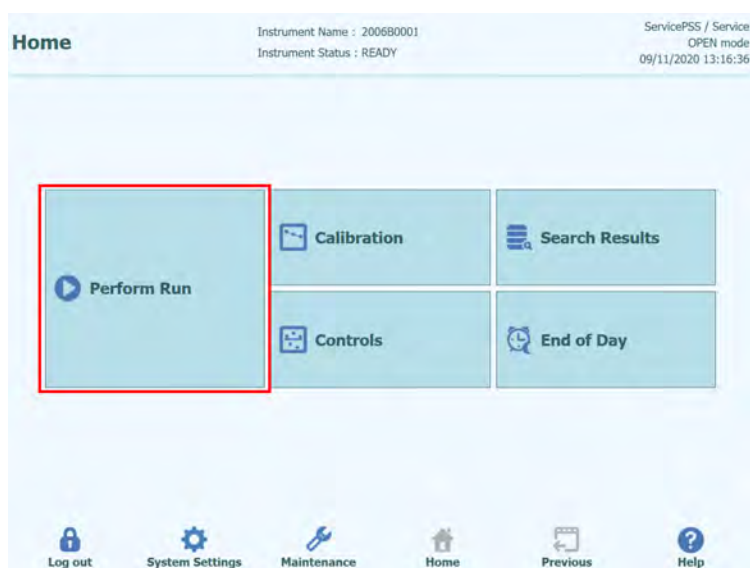 Home
Instrument Name : 2006B0001
Instrument Status : READY
ServicePSS / Service
OPEN mode
09/11/2020 13:16:36
Perform Run
Calibration
Search Results
Controls
End of Day
Log out
System Settings
Maintenance
Home
Previous
Help